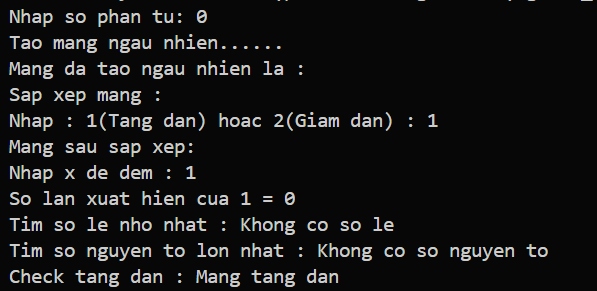 Nhap so phan tu: 0
Tao mang ngau nhien......
Mang da tao ngau nhien la :
Sap xep mang :
Nhap : 1(Tang dan) hoac 2(Giam dan) : 1
Mang sau sap xep:
Nhap x de dem : 1
So lan xuat hien cua 1 = 0
Tim so le nho nhat : Khong co so le
Tim so nguyen to lon nhat : Khong co so nguyen to
Check tang dan : Mang tang dan